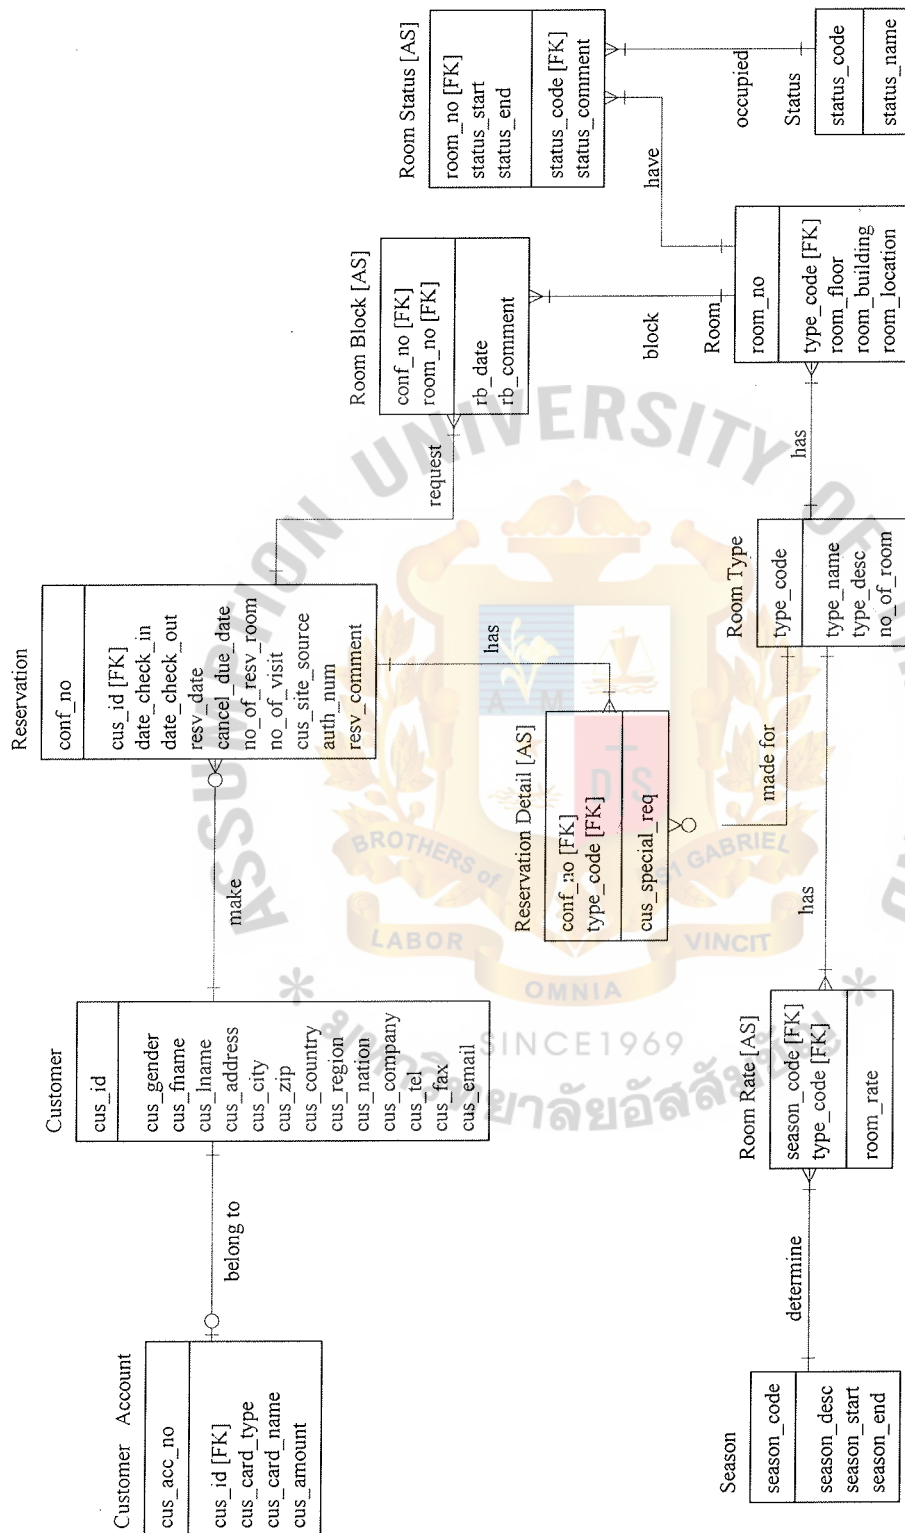 Customer Account
cus_acc_no
cus_id [FK]
cus_card_type
cus_card_name
cus_amount
belong to
Customer
cus_id
cus_gender
cus_fname
cus_lname
cus_address
cus_city
cus_zip
cus_country
cus_region
cus_nation
cus_company
cus_tel
cus_fax
cus_email
make
Reservation
conf_no
cus_id [FK]
date_check_in
date_check_out
resv_date
cancel_due_date
no_of_resv_room
no_of_visit
cus_site_source
auth_num
resv_comment
request
has
Room Block [AS]
conf_no [FK]
room_no [FK]
rb_date
rb_comment
block
Room Status [AS]
room_no [FK]
status_start
status_end
status_code [FK]
status_comment
have
occupied
Reservation Detail [AS]
conf_no [FK]
type_code [FK]
cus_special_req
made for
Season
season_code
season_desc
season_start
season_end
determine
Room Rate [AS]
season_code [FK]
type_code [FK]
room_rate
has
Room Type
type_code
type_name
type_desc
no_of_room
has
Room
room_no
type_code [FK]
room_floor
room_building
room_location
Status
status_code
status_name
ASSUMPTION UNIVERSITY OF
A M
D S
BROTHERS of
ST GABRIEL
LABOR
VINCIT
OMNIA
SINCE1969